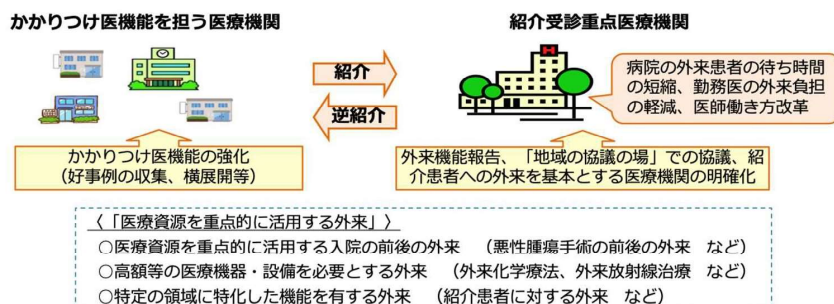 かかりつけ医機能を担う医療機関
紹介受診重点医療機関
紹介
逆紹介
H
病院の外来患者の待ち時間
の短縮、勤務医の外来負担
の軽減、医師働き方改革
かかりつけ医機能の強化
（好事例の収集、横展開等）
外来機能報告、「地域の協議の場」での協議、紹
介患者への外来を基本とする医療機関の明確化
〈「医療資源を重点的に活用する外来」〉
○医療資源を重点的に活用する入院の前後の外来　（悪性腫瘍手術の前後の外来　など）
○高額等の医療機器・設備を必要とする外来　（外来化学療法、外来放射線治療　など）
○特定の領域に特化した機能を有する外来　（紹介患者に対する外来　など）